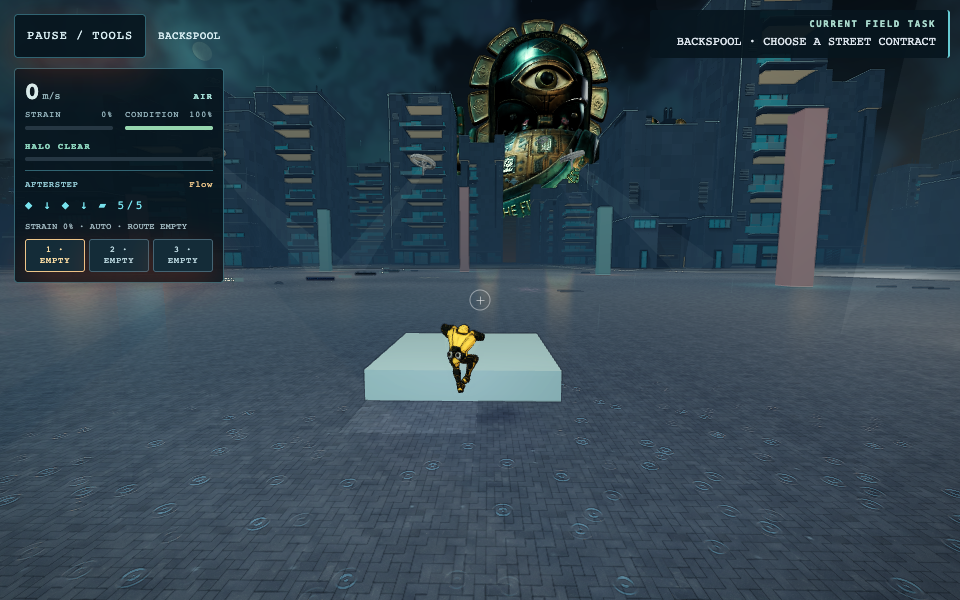 PAUSE / TOOLS
BACKSPOOL
CURRENT FIELD TASK
BACKSPOOL · CHOOSE A STREET CONTRACT
0 m/s
AIR
STRAIN 0%
CONDITION 100%
HALO CLEAR
AFTERSTEP
Flow
5/5
STRAIN 0% · AUTO · ROUTE EMPTY
1 · EMPTY
2 · EMPTY
3 · EMPTY